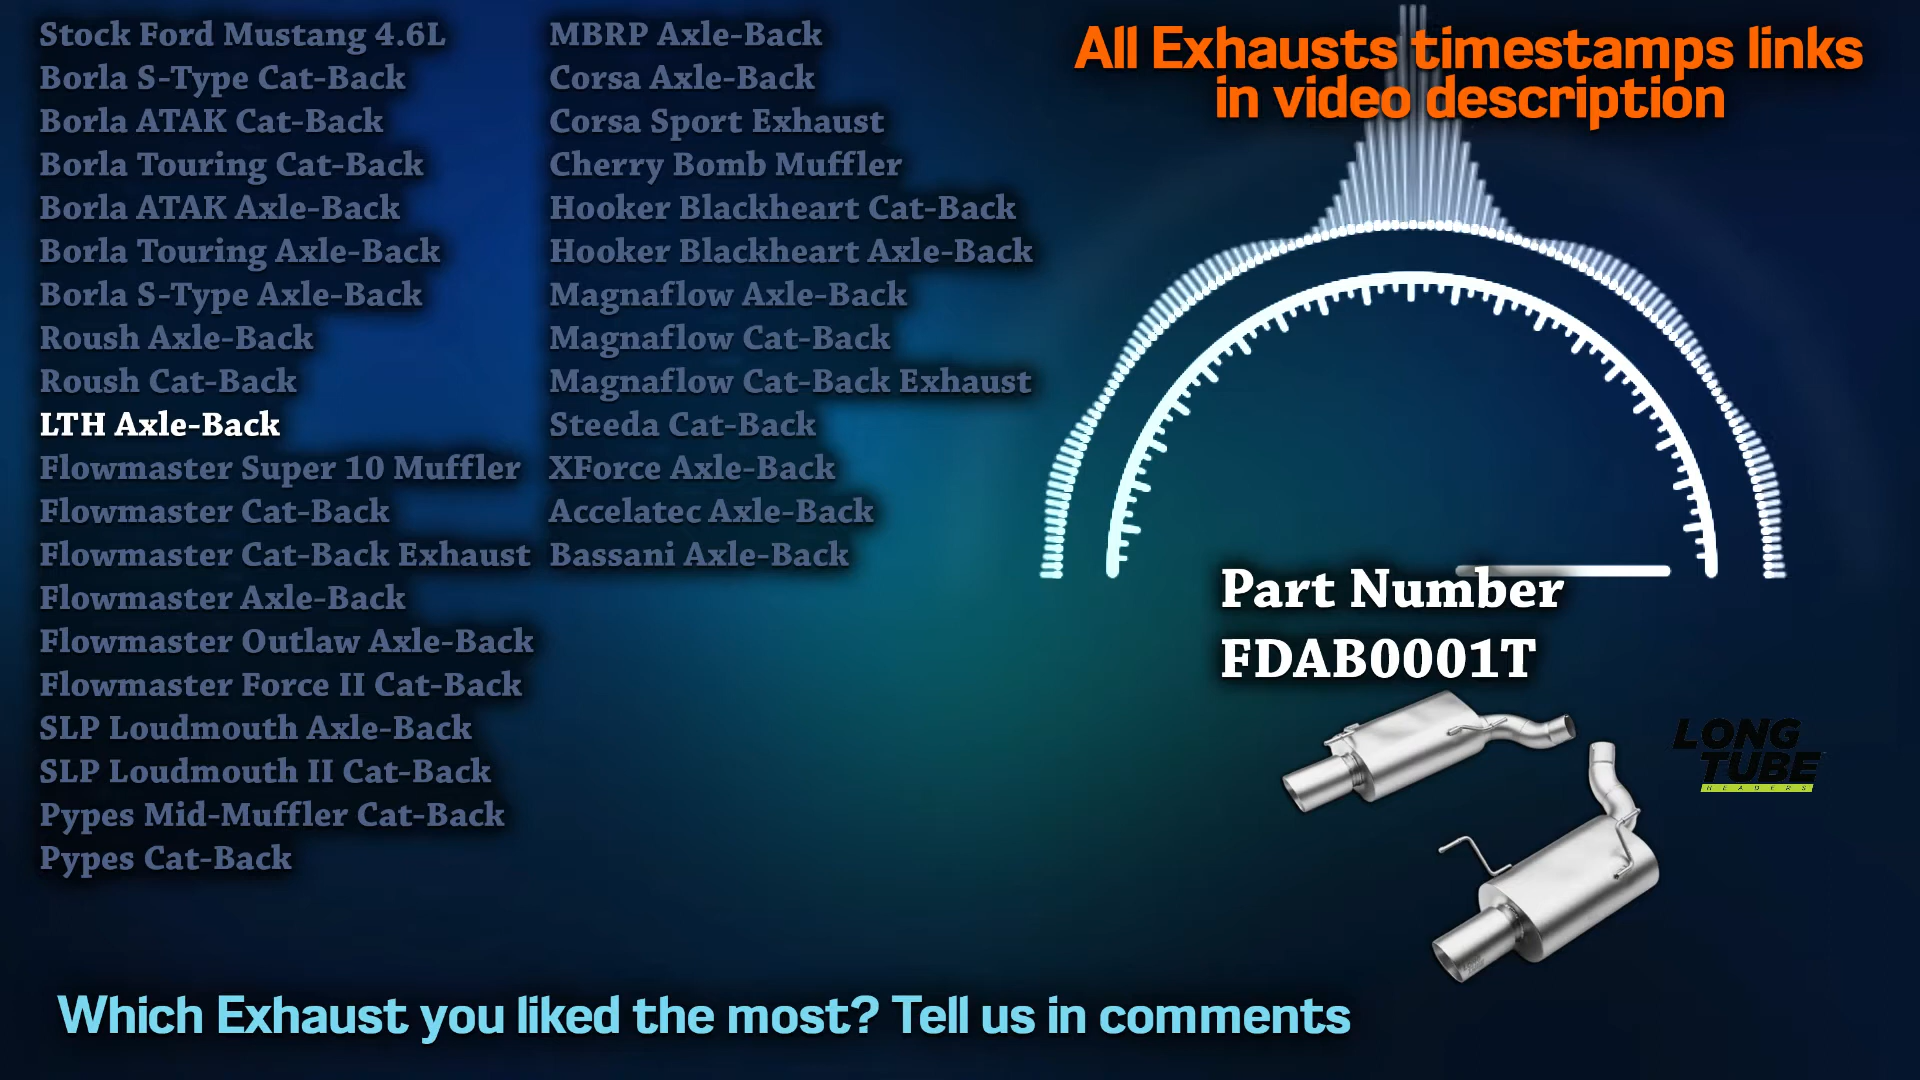 Stock Ford Mustang 4.6L
Borla S-Type Cat-Back
Borla ATAK Cat-Back
Borla Touring Cat-Back
Borla ATAK Axle-Back
Borla Touring Axle-Back
Borla S-Type Axle-Back
Roush Axle-Back
Roush Cat-Back
LTH Axle-Back
Flowmaster Super 10 Muffler
Flowmaster Cat-Back
Flowmaster Cat-Back Exhaust
Flowmaster Axle-Back
Flowmaster Outlaw Axle-Back
Flowmaster Force II Cat-Back
SLP Loudmouth Axle-Back
SLP Loudmouth II Cat-Back
Pypes Mid-Muffler Cat-Back
Pypes Cat-Back
MBRP Axle-Back
Corsa Axle-Back
Corsa Sport Exhaust
Cherry Bomb Muffler
Hooker Blackheart Cat-Back
Hooker Blackheart Axle-Back
Magnaflow Axle-Back
Magnaflow Cat-Back
Magnaflow Cat-Back Exhaust
Steeda Cat-Back
XForce Axle-Back
Accelatec Axle-Back
Bassani Axle-Back
All Exhausts timestamps links
in video description
Part Number
FDAB0001T
LONG
TUBE
HEADERS
Which Exhaust you liked the most? Tell us in comments